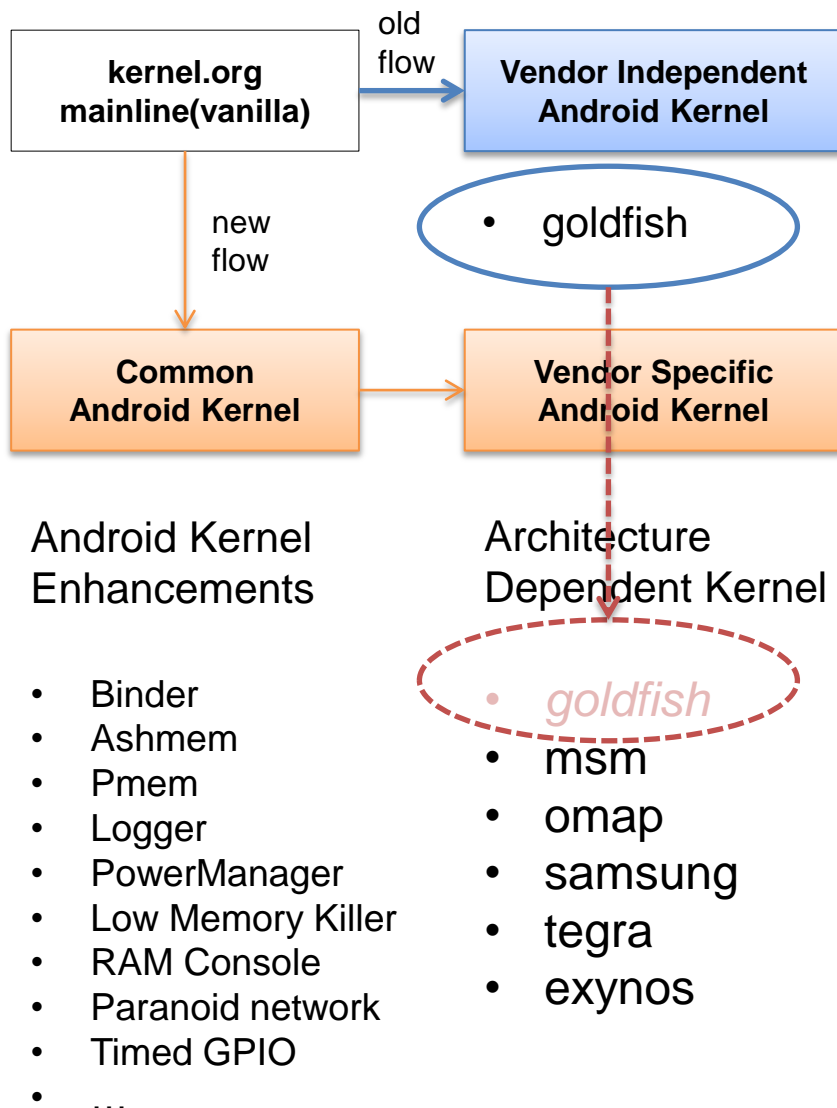 old
flow
kernel.org
mainline(vanilla)
Vendor Independent
Android Kernel
new
flow
• goldfish
Common
Android Kernel
Vendor Specific
Android Kernel
Android Kernel
Enhancements
• Binder
• Ashmem
• Pmem
• Logger
• PowerManager
• Low Memory Killer
• RAM Console
• Paranoid network
• Timed GPIO
• ...
Architecture
Dependent Kernel
• goldfish
• msm
• omap
• samsung
• tegra
• exynos